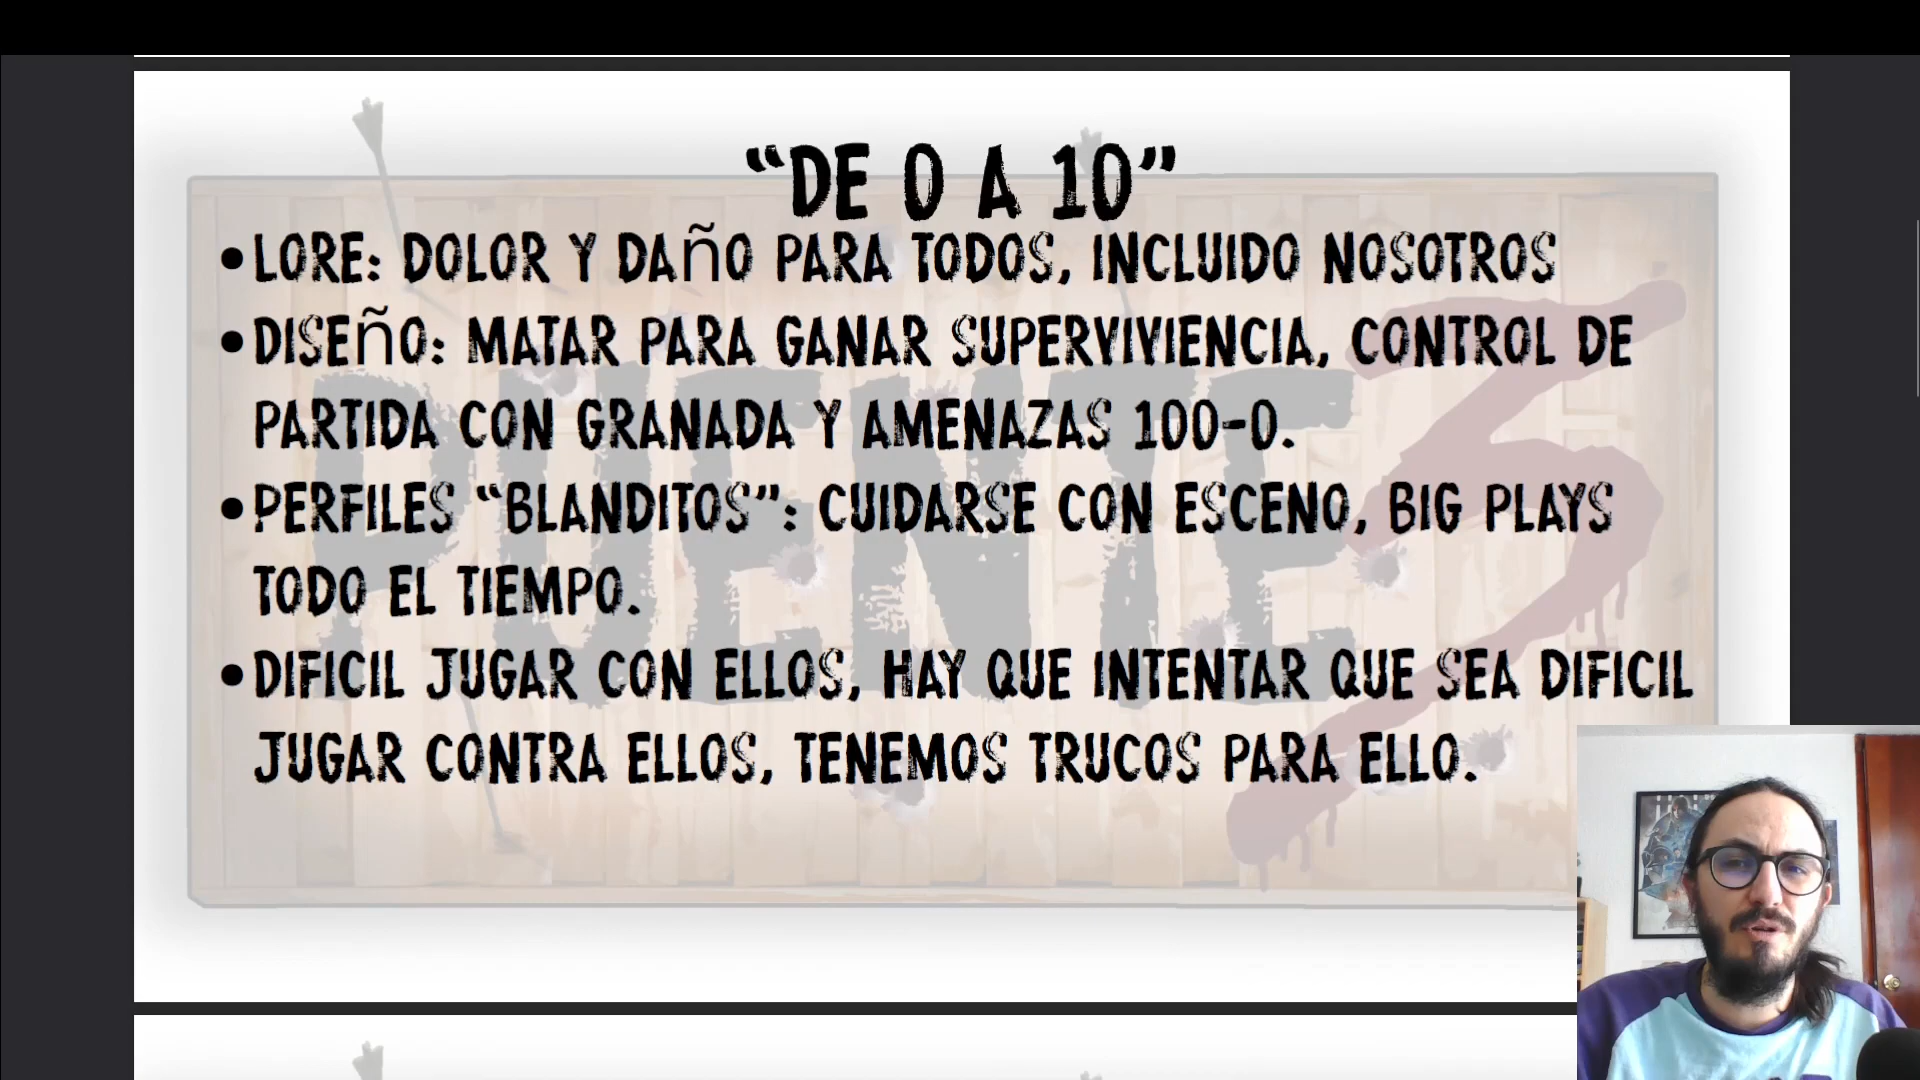 “DE 0 A 10”
• LORE: DOLOR Y DAñO PARA TODOS, INCLUIDO NOSOTROS
• DISEñO: MATAR PARA GANAR SUPERVIVIENCIA, CONTROL DE
PARTIDA CON GRANADA Y AMENAZAS 100-0.
• PERFILES “BLANDITOS”: CUIDARSE CON ESCENO, BIG PLAYS
TODO EL TIEMPO.
• DIFICIL JUGAR CON ELLOS, HAY QUE INTENTAR QUE SEA DIFICIL
JUGAR CONTRA ELLOS, TENEMOS TRUCOS PARA ELLO.
PUENTE 3